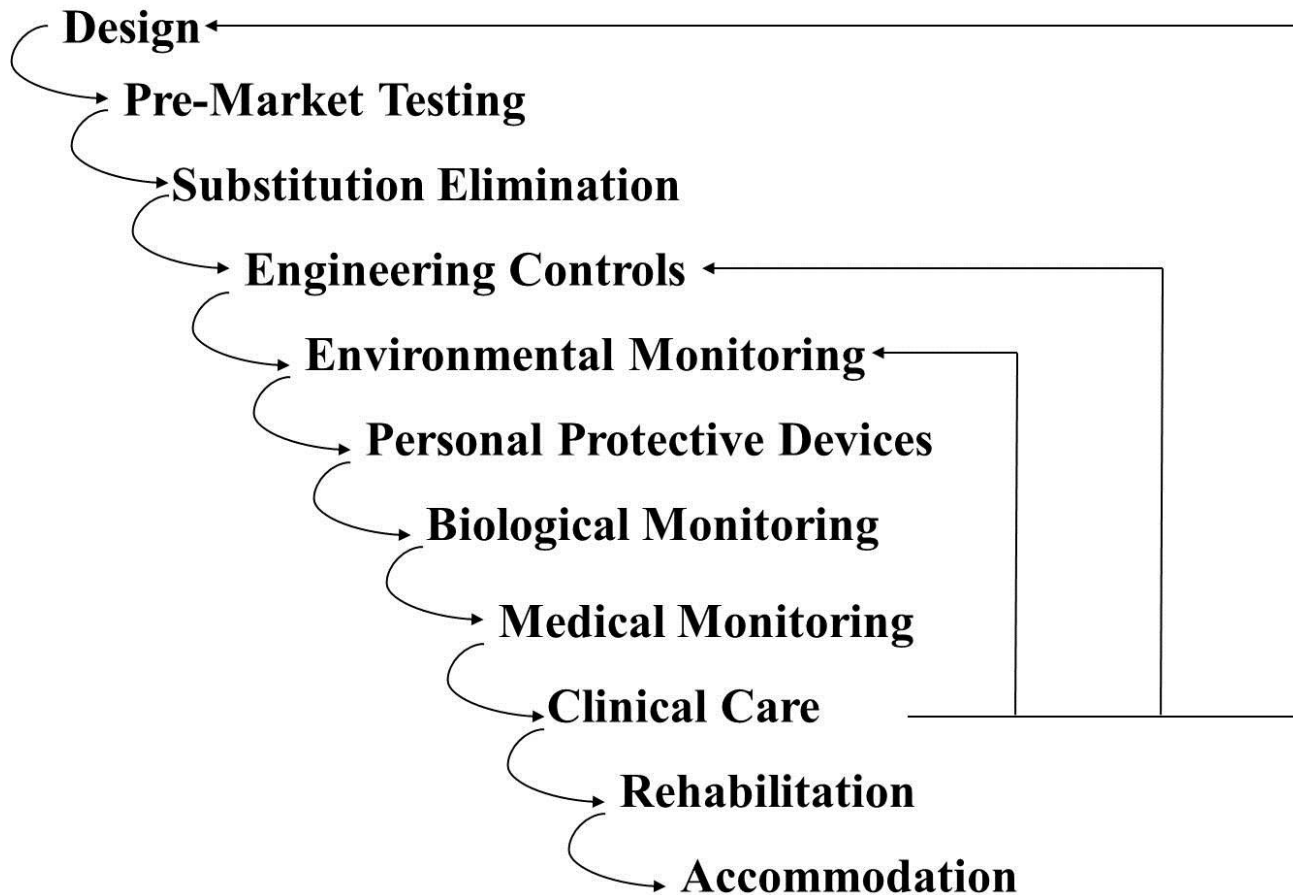 Design
Pre-Market Testing
Substitution Elimination
Engineering Controls
Environmental Monitoring
Personal Protective Devices
Biological Monitoring
Medical Monitoring
Clinical Care
Rehabilitation
Accommodation